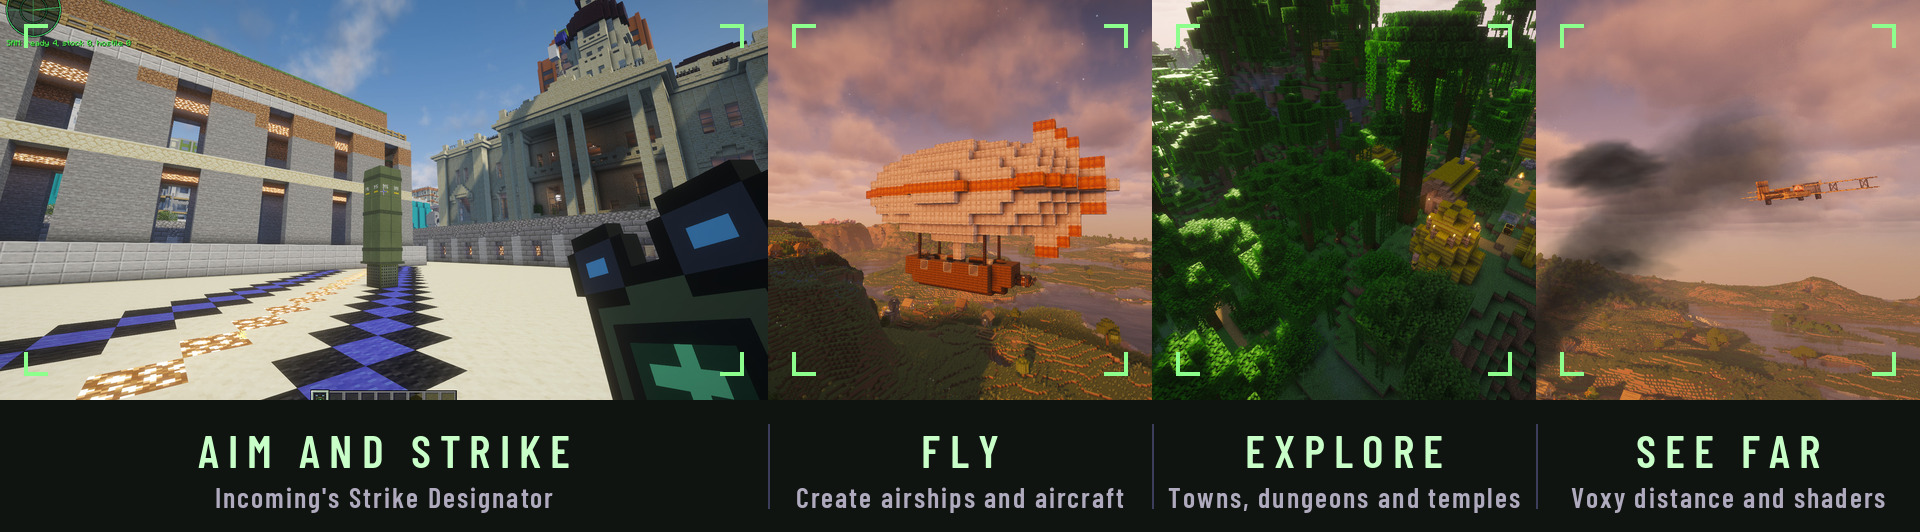 AIM AND STRIKE
Incoming's Strike Designator
FLY
Create airships and aircraft
EXPLORE
Towns, dungeons and temples
SEE FAR
Voxy distance and shaders